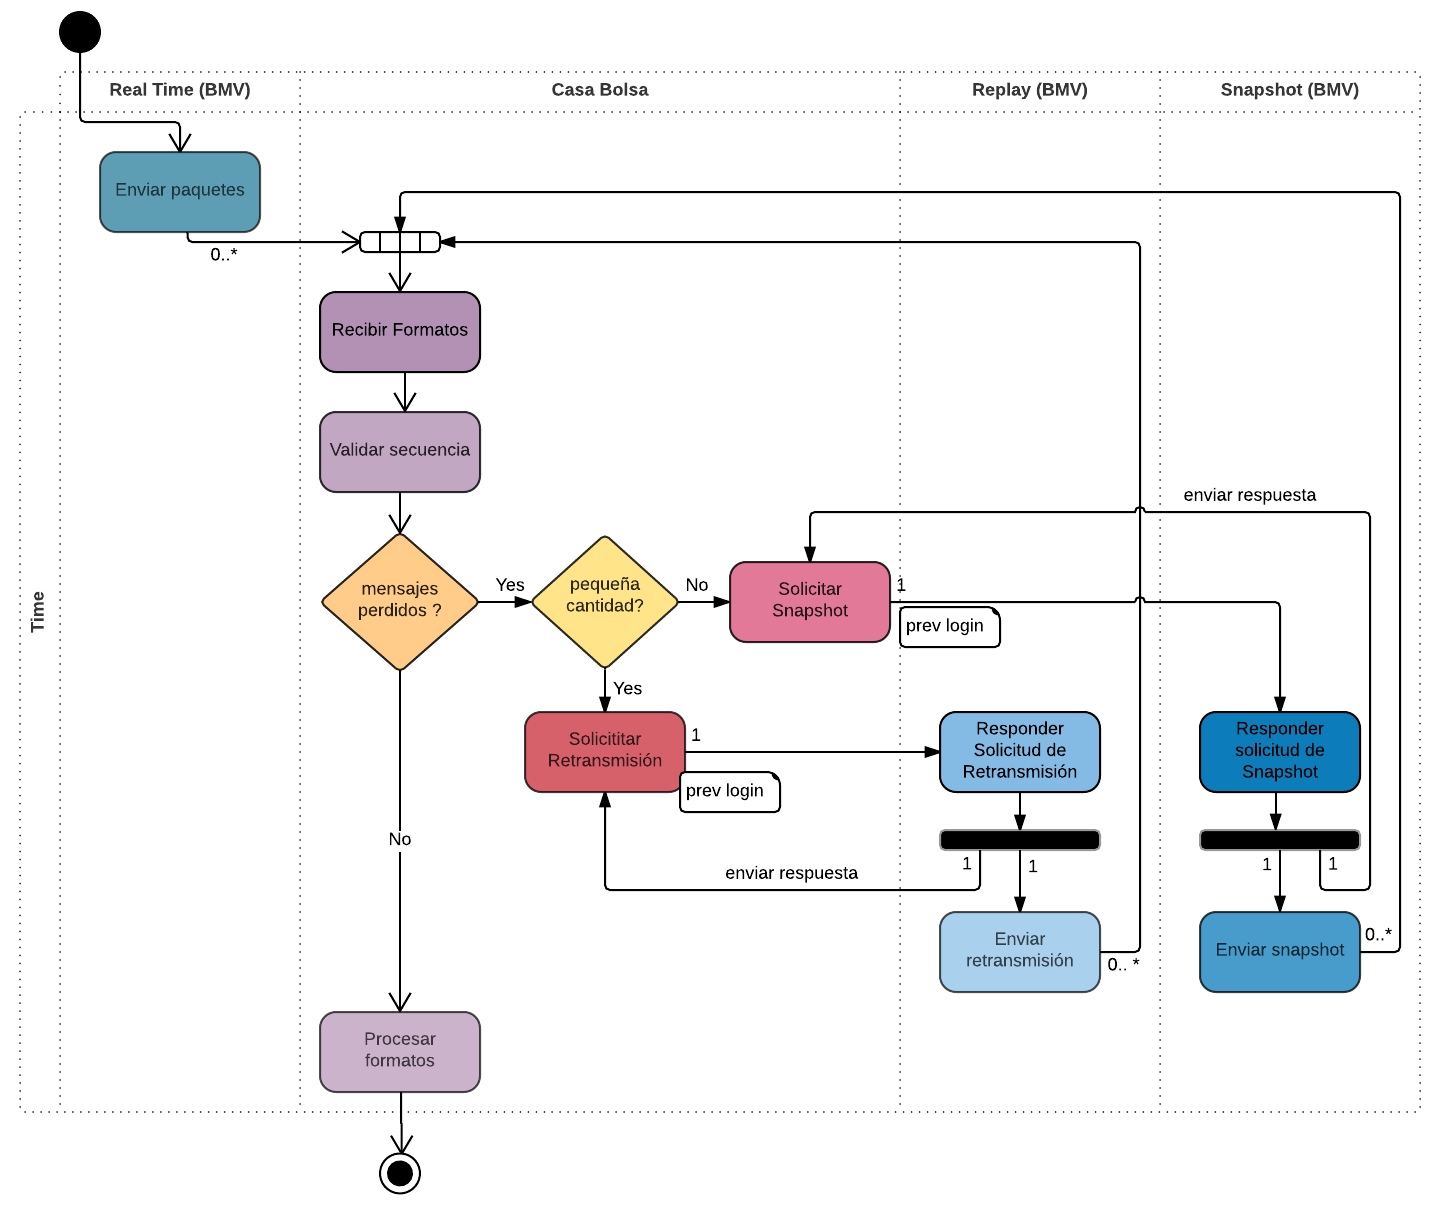 Real Time (BMV)
Casa Bolsa
Replay (BMV)
Snapshot (BMV)
Time
Enviar paquetes
0..*
Recibir Formatos
Validar secuencia
enviar respuesta
mensajes
perdidos ?
Yes
pequeña
cantidad?
No
Solicitar
Snapshot
1
prev login
Yes
Solicititar
Retransmisión
1
prev login
Responder
Solicitud de
Retransmisión
Responder
solicitud de
Snapshot
No
enviar respuesta
1
1
1
1
Enviar
retransmisión
0.. *
Enviar snapshot
0..*
Procesar
formatos